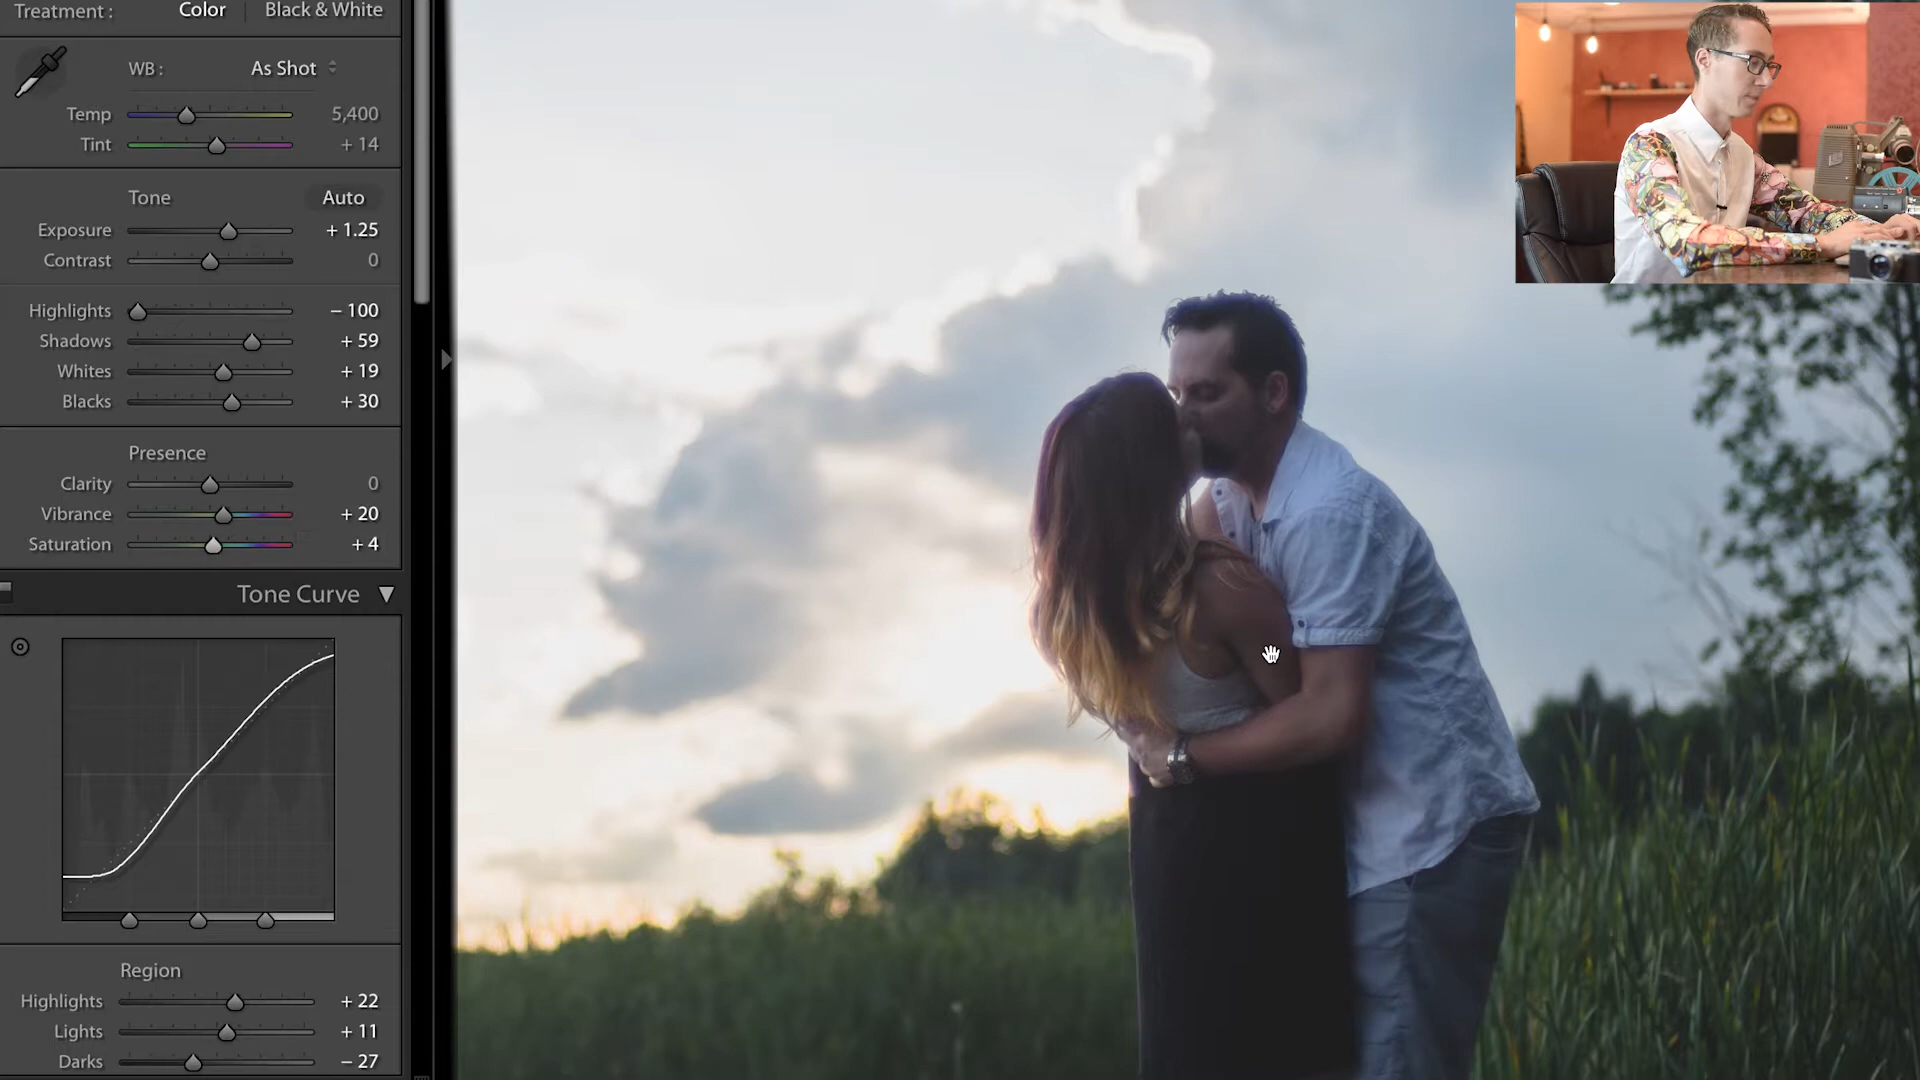 Treatment : Color | Black & White
WB : As Shot
Temp 5,400
Tint + 14
Tone Auto
Exposure + 1.25
Contrast 0
Highlights – 100
Shadows + 59
Whites + 19
Blacks + 30
Presence
Clarity 0
Vibrance + 20
Saturation + 4
Tone Curve
Region
Highlights + 22
Lights + 11
Darks – 27